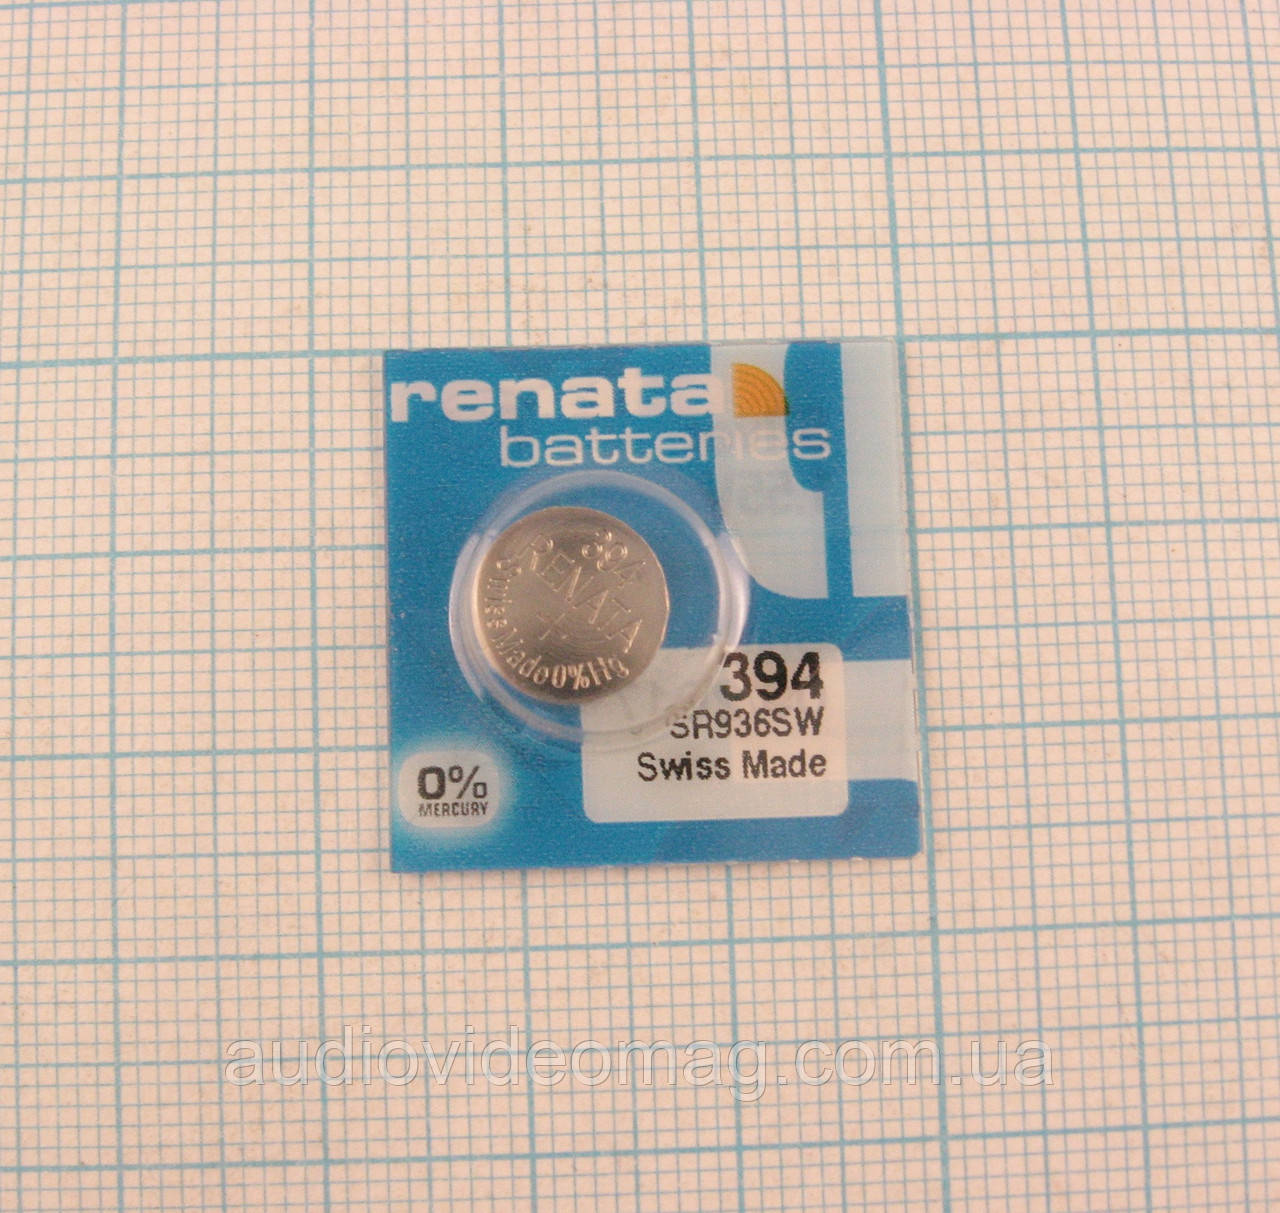 renata
batteries
394
RENATA
+
Swiss Made 0% Hg
394
SR936SW
Swiss Made
0%
MERCURY
audiovideomag.com.ua